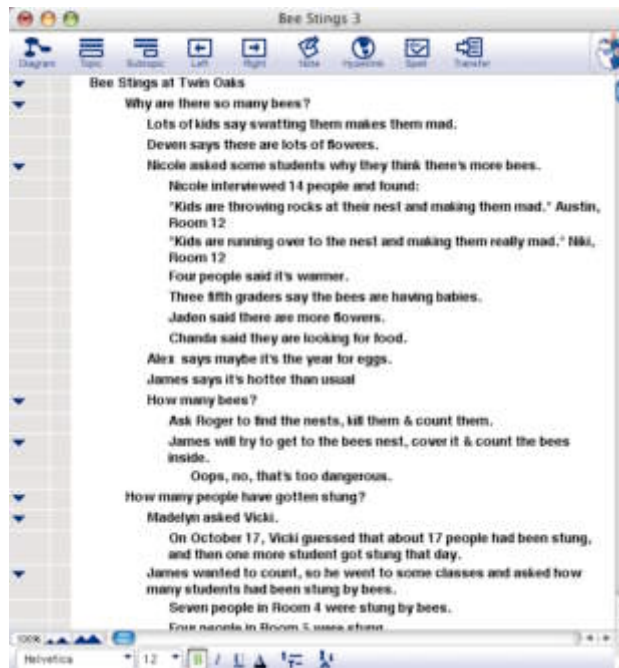 Bee Stings 3
Diagram Topic Subtopic Left Right Note Hyperlink Spell Transfer
Bee Stings at Twin Oaks
Why are there so many bees?
Lots of kids say swatting them makes them mad.
Deven says there are lots of flowers.
Nicole asked some students why they think there's more bees.
Nicole interviewed 14 people and found:
"Kids are throwing rocks at their nest and making them mad." Austin,
Room 12
"Kids are running over to the nest and making them really mad." Niki,
Room 12
Four people said it's warmer.
Three fifth graders say the bees are having babies.
Jaden said there are more flowers.
Chanda said they are looking for food.
Alex says maybe it's the year for eggs.
James says it's hotter than usual
How many bees?
Ask Roger to find the nests, kill them & count them.
James will try to get to the bees nest, cover it & count the bees
inside.
Oops, no, that's too dangerous.
How many people have gotten stung?
Madelyn asked Vicki.
On October 17, Vicki guessed that about 17 people had been stung,
and then one more student got stung that day.
James wanted to count, so he went to some classes and asked how
many students had been stung by bees.
Seven people in Room 4 were stung by bees.
Four people in Room 5 were stung.
100%
Helvetica 12 B I U A